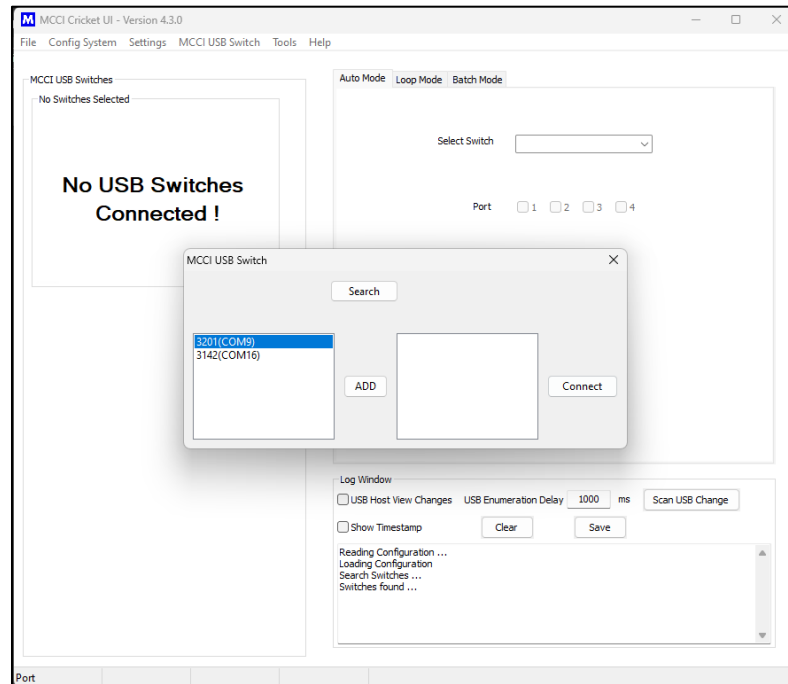 M MCCI Cricket UI - Version 4.3.0
File Config System Settings MCCI USB Switch Tools Help
MCCI USB Switches
No Switches Selected
No USB Switches
Connected !
Auto Mode Loop Mode Batch Mode
Select Switch
Port 1 2 3 4
MCCI USB Switch
Search
3201(COM9)
3142(COM16)
ADD
Connect
Log Window
USB Host View Changes USB Enumeration Delay 1000 ms Scan USB Change
Show Timestamp Clear Save
Reading Configuration ...
Loading Configuration
Search Switches ...
Switches found ...
Port